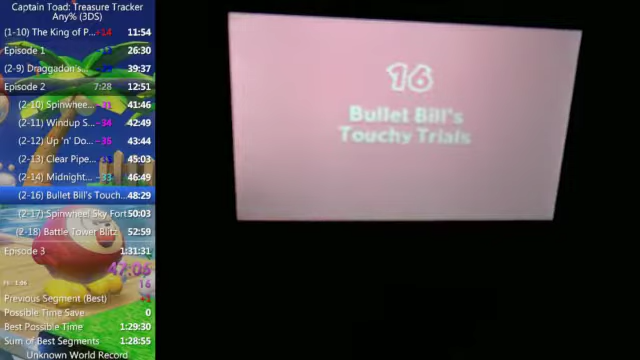 Captain Toad: Treasure Tracker
Any% (3DS)
(1-10) The King of P... +14 11:54
Episode 1 26:30
(2-9) Draggadon's... 39:37
Episode 2 7:28 12:51
(2-10) Spinwhee... 41:46
(2-11) Windup S... -34 42:49
(2-12) Up 'n' Do... -35 43:44
(2-13) Clear Pipe... 45:03
(2-14) Midnight... -33 46:49
(2-16) Bullet Bill's Touch... 48:29
(2-17) Spinwheel Sky Fort 50:03
(2-18) Battle Tower Blitz 52:59
Episode 3 1:31:31
47:06
16
Previous Segment (Best)
Possible Time Save 0
Best Possible Time 1:29:30
Sum of Best Segments 1:28:55
Unknown World Record
16
Bullet Bill's
Touchy Trials